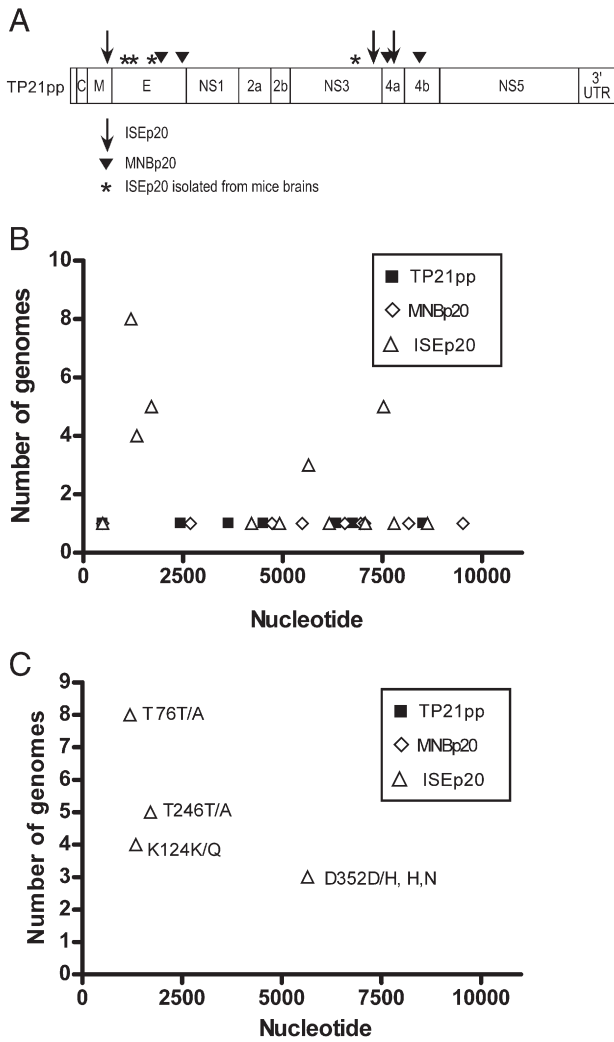 A
TP21pp C M E NS1 2a 2b NS3 4a 4b NS5 3' UTR
ISEp20
MNBp20
* ISEp20 isolated from mice brains
B
Number of genomes
10
8
6
4
2
0
0 2500 5000 7500 10000
Nucleotide
TP21pp
MNBp20
ISEp20
C
Number of genomes
9
8
7
6
5
4
3
2
1
0
T76T/A
T246T/A
K124K/Q
D352D/H, H,N
TP21pp
MNBp20
ISEp20
0 2500 5000 7500 10000
Nucleotide